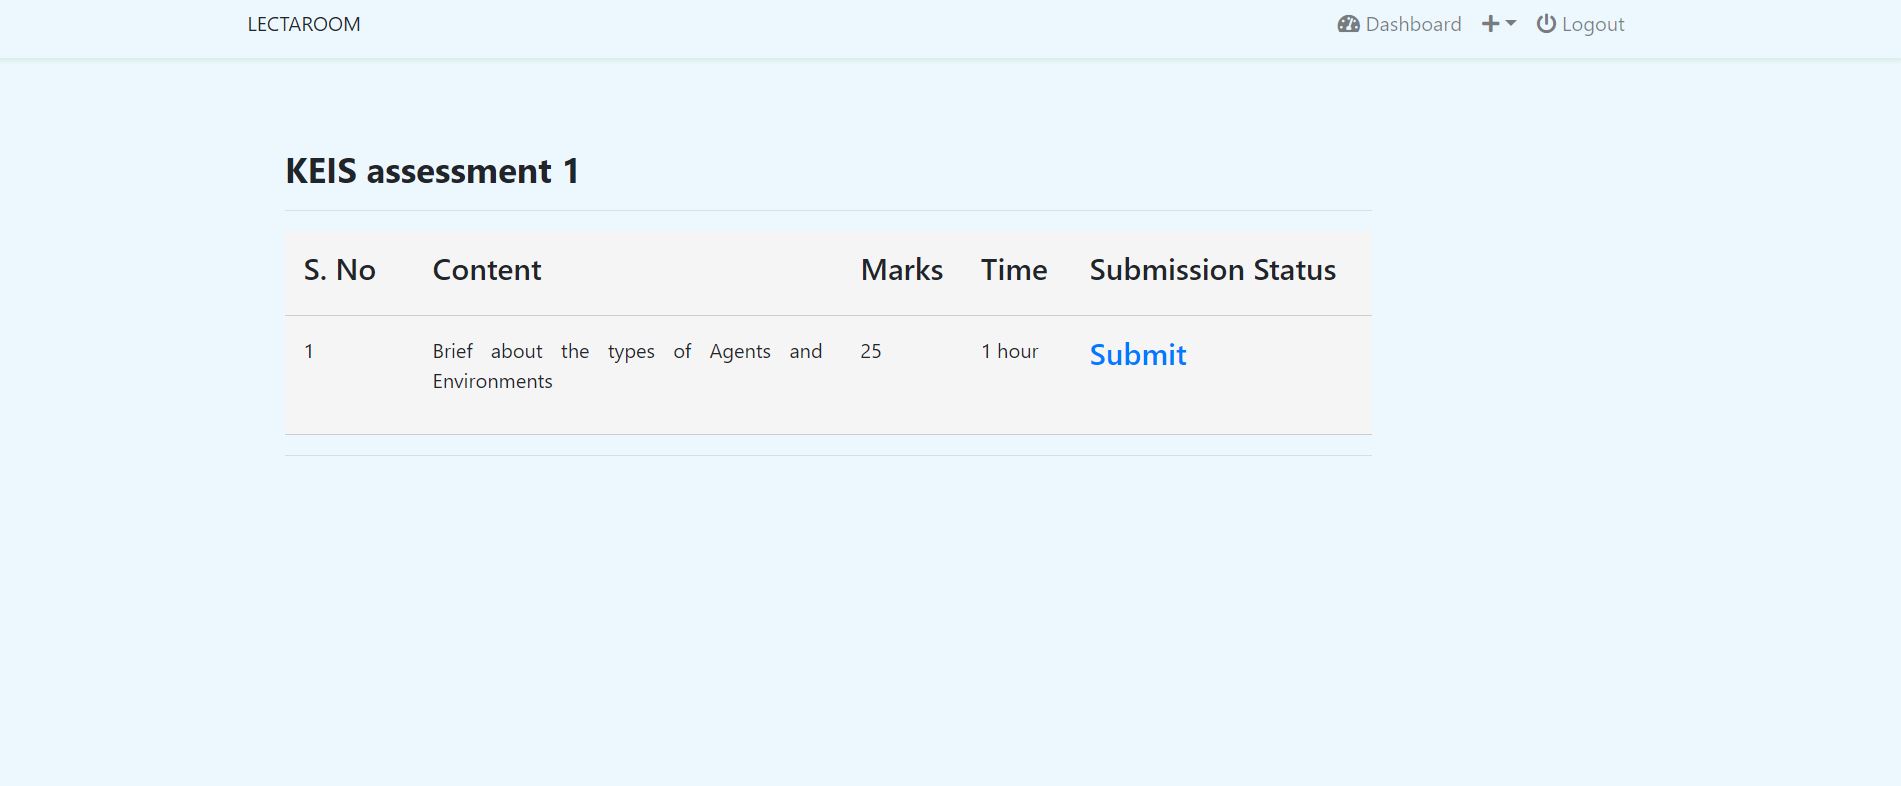 LECTAROOM Dashboard Logout
KEIS assessment 1
S. No Content Marks Time Submission Status
1 Brief about the types of Agents and 25 1 hour Submit
Environments